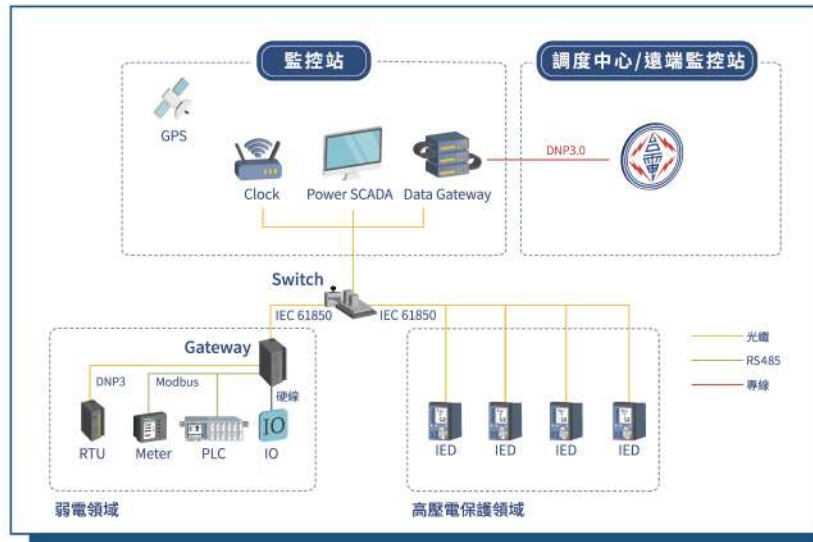 監控站
調度中心/遠端監控站
GPS
DNP3.0
台電
Clock
Power SCADA
Data Gateway
Switch
IEC 61850
IEC 61850
Gateway
DNP3
Modbus
硬線
IO
RTU
Meter
PLC
IO
IED
IED
IED
IED
光纖
RS485
專線
弱電領域
高壓電保護領域